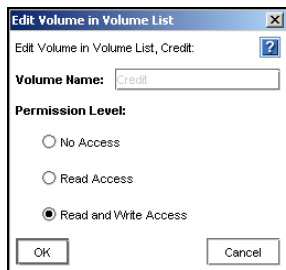 Edit Volume in Volume List
Edit Volume in Volume List, Credit:
?
Volume Name: Credit
Permission Level:
No Access
Read Access
Read and Write Access
OK Cancel